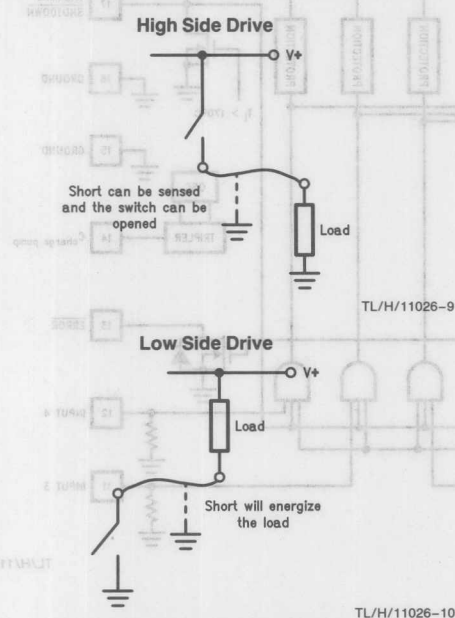 High Side Drive
V+
Short can be sensed
and the switch can be
opened
Load
TL/H/11026-9
Low Side Drive
V+
Load
Short will energize
the load
TL/H/11026-10